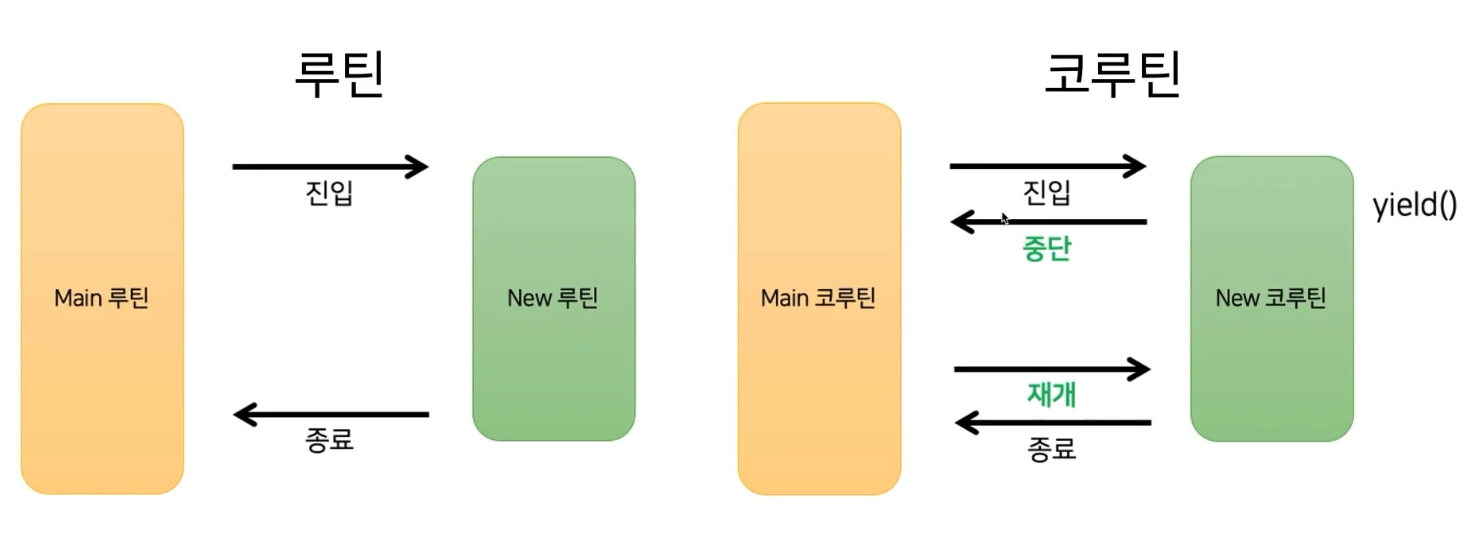 루틴
Main 루틴
진입
New 루틴
종료
코루틴
Main 코루틴
진입
중단
재개
종료
New 코루틴
yield()